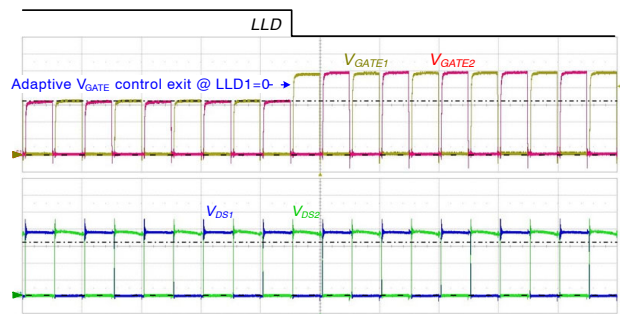 LLD
VGATE1
VGATE2
Adaptive VGATE control exit @ LLD1=0
VDS1
VDS2